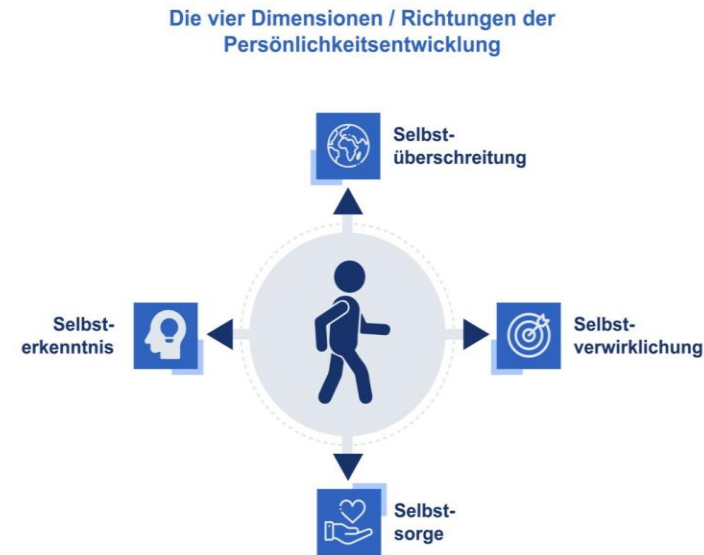 Die vier Dimensionen / Richtungen der
Persönlichkeitsentwicklung
Selbst-
überschreitung
Selbst-
erkenntnis
Selbst-
verwirklichung
Selbst-
sorge